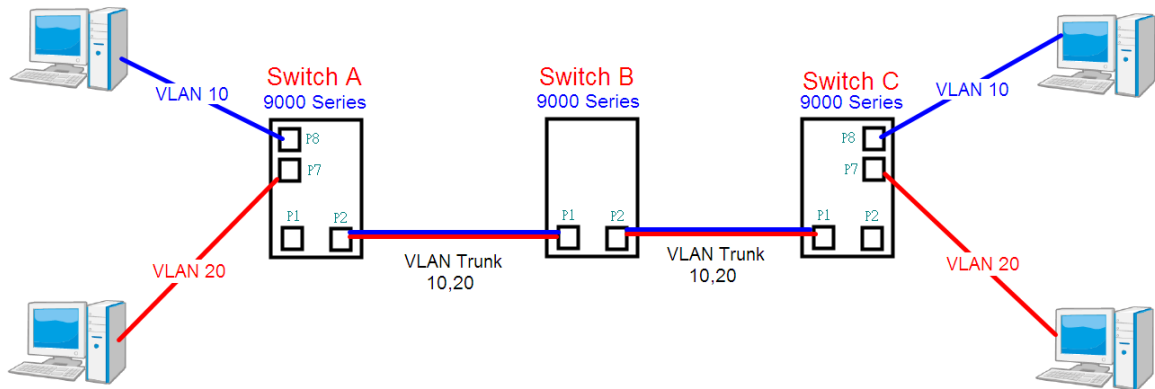 Switch A
9000 Series
Switch B
9000 Series
Switch C
9000 Series
VLAN 10
VLAN 10
P8
P7
P1
P2
P1
P2
P8
P7
P1
P2
VLAN 20
VLAN Trunk
10,20
VLAN Trunk
10,20
VLAN 20